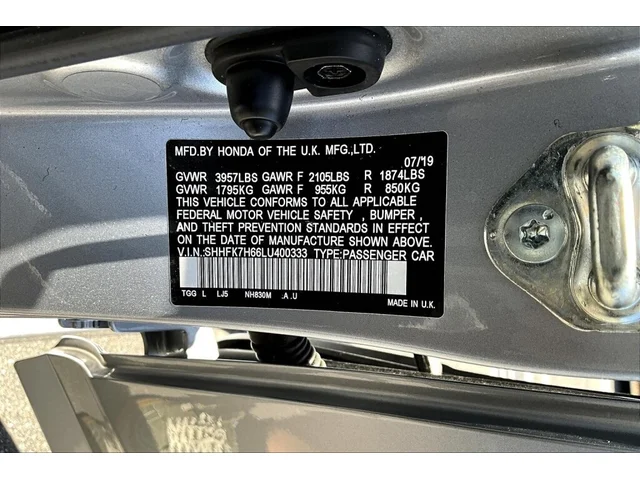 MFD.BY HONDA OF THE U.K. MFG.,LTD.
07/19
GVWR 3957LBS GAWR F 2105LBS R 1874LBS
GVWR 1795KG GAWR F 955KG R 850KG
THIS VEHICLE CONFORMS TO ALL APPLICABLE
FEDERAL MOTOR VEHICLE SAFETY , BUMPER ,
AND THEFT PREVENTION STANDARDS IN EFFECT
ON THE DATE OF MANUFACTURE SHOWN ABOVE.
V.I.N.:SHHFK7H66LU400333 TYPE:PASSENGER CAR
TGG L LJ5 NH830M .A .U
MADE IN U.K.